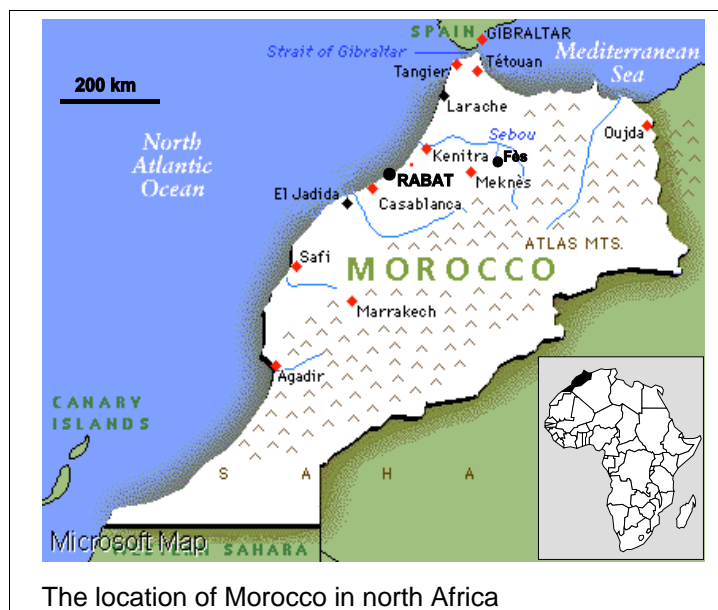 SPAIN
GIBRALTAR
Strait of Gibraltar
Mediterranean
Sea
Tangier
Tétouan
200 km
Larache
North
Atlantic
Ocean
Sebou
Oujda
Kenitra
Fès
RABAT
Meknès
El Jadida
Casablanca
ATLAS MTS.
Safi
MOROCCO
Marrakech
Agadir
CANARY
ISLANDS
S A H A
Microsoft Map
WESTERN SAHARA
The location of Morocco in north Africa